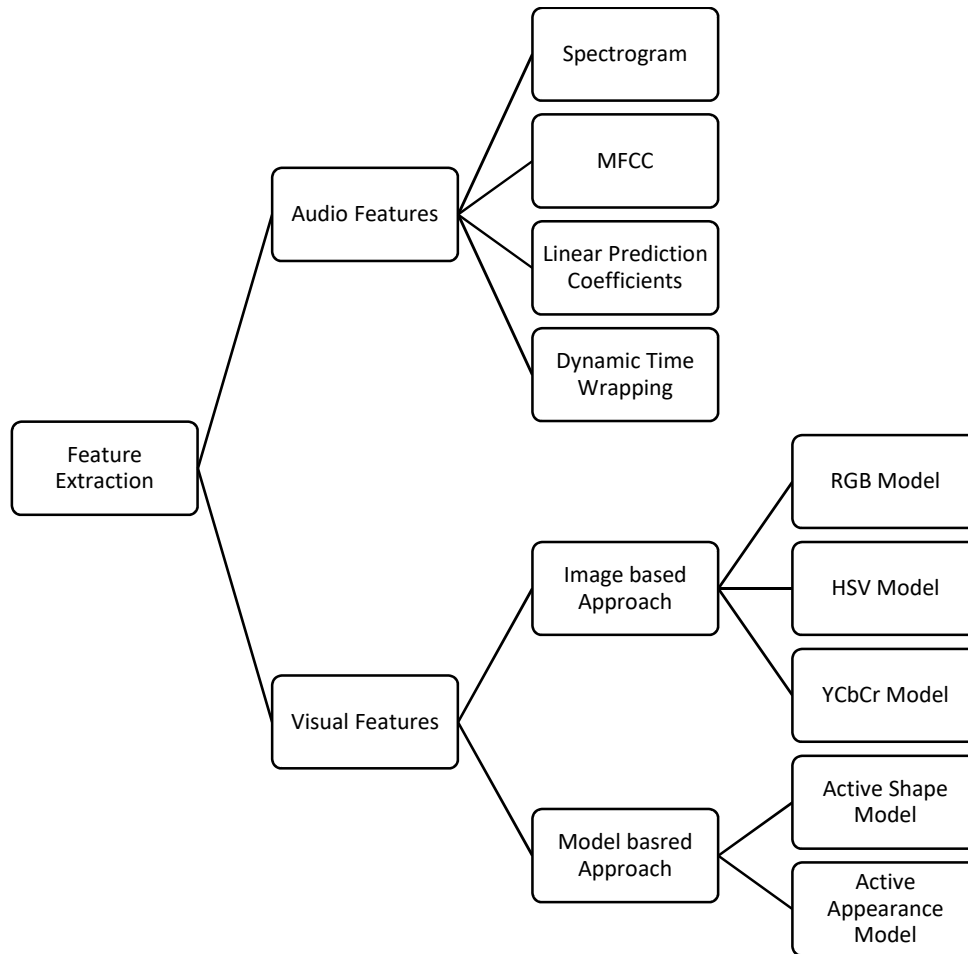 Spectrogram
MFCC
Audio Features
Linear Prediction
Coefficients
Dynamic Time
Wrapping
Feature
Extraction
RGB Model
Image based
Approach
HSV Model
YCbCr Model
Visual Features
Active Shape
Model
Model basred
Approach
Active
Appearance
Model